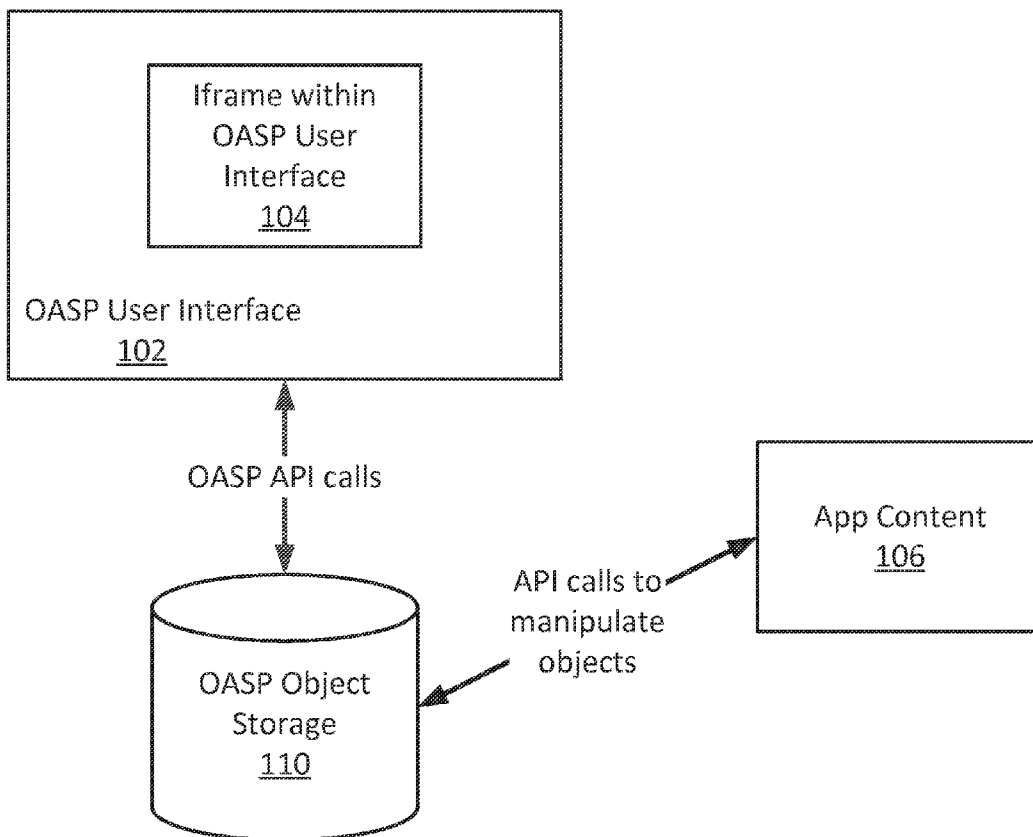 Iframe within
OASP User
Interface
104
OASP User Interface
102
OASP API calls
App Content
106
API calls to
manipulate
objects
OASP Object
Storage
110